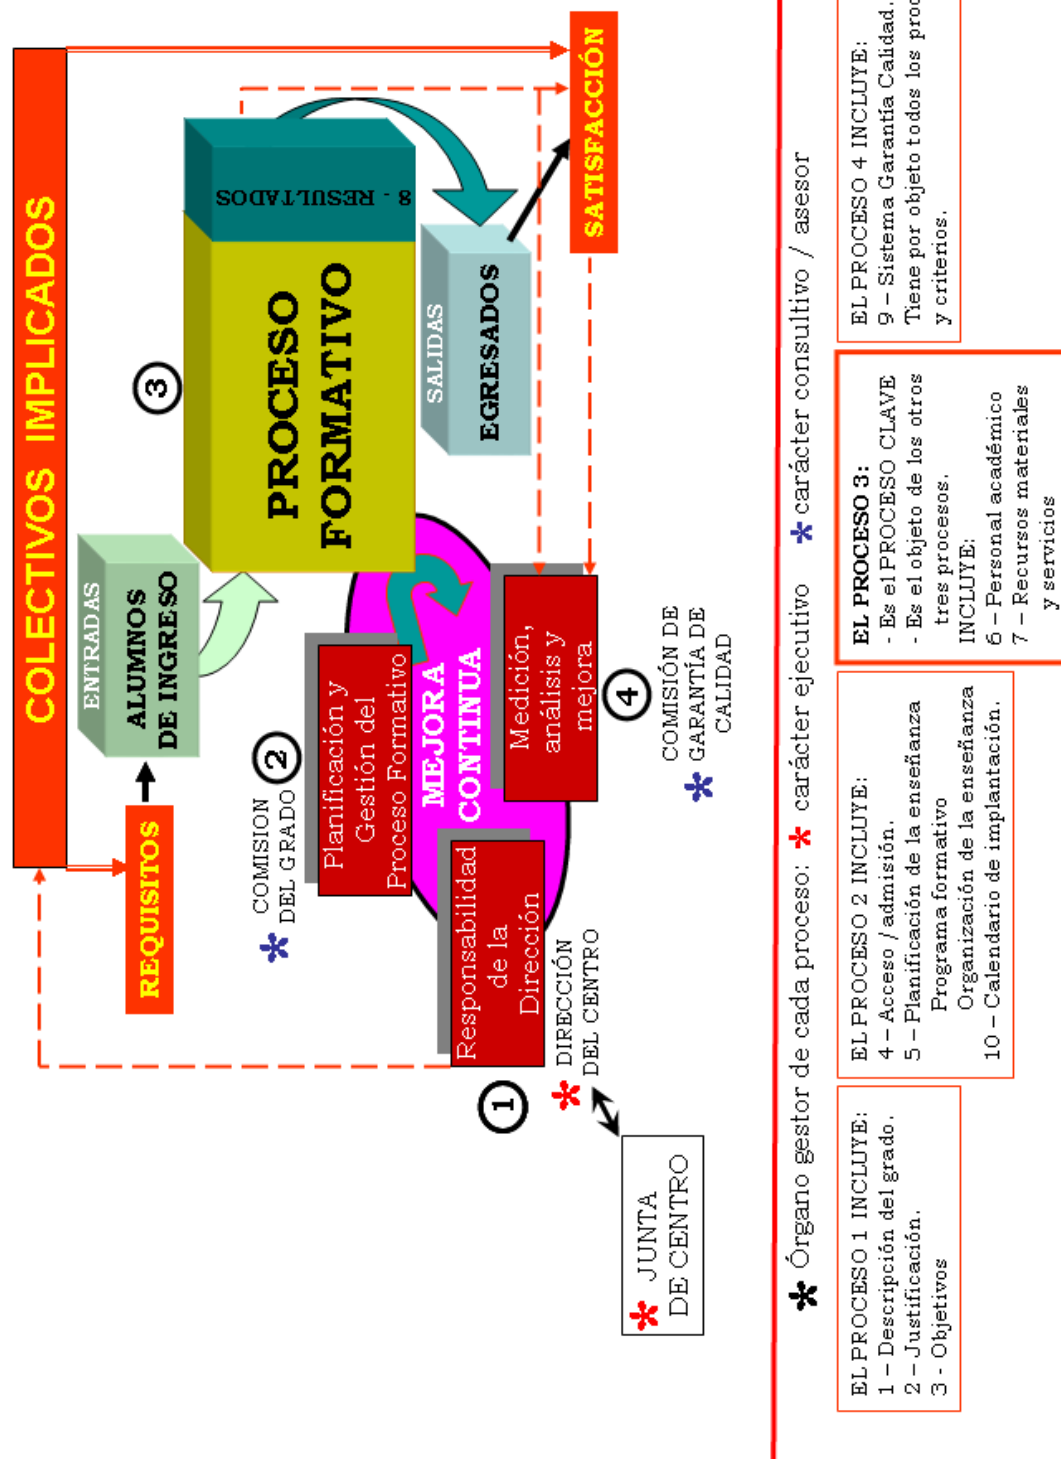 COLECTIVOS IMPLICADOS
ENTRADAS
ALUMNOS
DE INGRESO
REQUISITOS
3
PROCESO
FORMATIVO
8 - RESULTADOS
SALIDAS
EGRESADOS
SATISFACCIÓN
COMISION
DEL GRADO
2
Planificación y
Gestión del
Proceso Formativo
MEJORA
CONTINUA
Responsabilidad
de la
Dirección
Medición,
análisis y
mejora
1
DIRECCIÓN
DEL CENTRO
4
COMISIÓN DE
GARANTÍA DE
CALIDAD
JUNTA
DE CENTRO
* Órgano gestor de cada proceso: * carácter ejecutivo * carácter consultivo / asesor
EL PROCESO 1 INCLUYE:
1 – Descripción del grado.
2 – Justificación.
3 - Objetivos
EL PROCESO 2 INCLUYE:
4 – Acceso / admisión.
5 – Planificación de la enseñanza
Programa formativo
Organización de la enseñanza
10 – Calendario de implantación.
EL PROCESO 3:
- Es el PROCESO CLAVE
- Es el objeto de los otros
tres procesos.
INCLUYE:
6 – Personal académico
7 – Recursos materiales
y servicios
EL PROCESO 4 INCLUYE:
9 – Sistema Garantía Calidad.
Tiene por objeto todos los
y criterios.